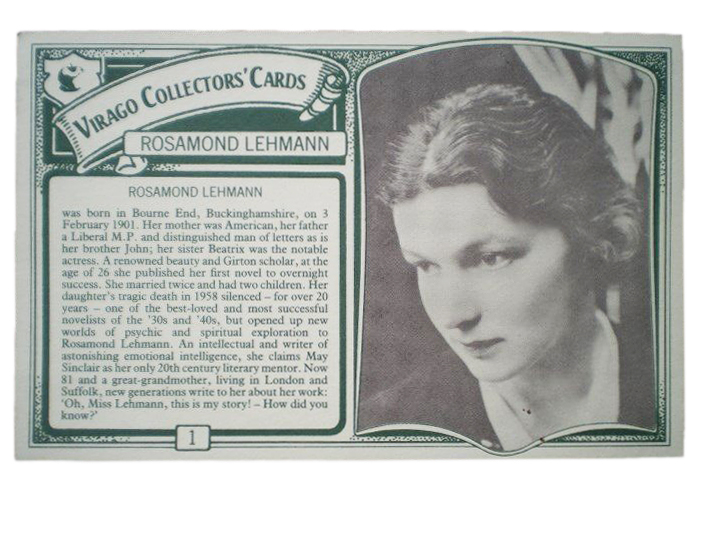 VIRAGO COLLECTORS' CARDS
ROSAMOND LEHMANN
ROSAMOND LEHMANN
was born in Bourne End, Buckinghamshire, on 3
February 1901. Her mother was American, her father
a Liberal M.P. and distinguished man of letters as is
her brother John; her sister Beatrix was the notable
actress. A renowned beauty and Girton scholar, at the
age of 26 she published her first novel to overnight
success. She married twice and had two children. Her
daughter's tragic death in 1958 silenced – for over 20
years – one of the best-loved and most successful
novelists of the '30s and '40s, but opened up new
worlds of psychic and spiritual exploration to
Rosamond Lehmann. An intellectual and writer of
astonishing emotional intelligence, she claims May
Sinclair as her only 20th century literary mentor. Now
81 and a great-grandmother, living in London and
Suffolk, new generations write to her about her work:
'Oh, Miss Lehmann, this is my story! – How did you
know?'
1